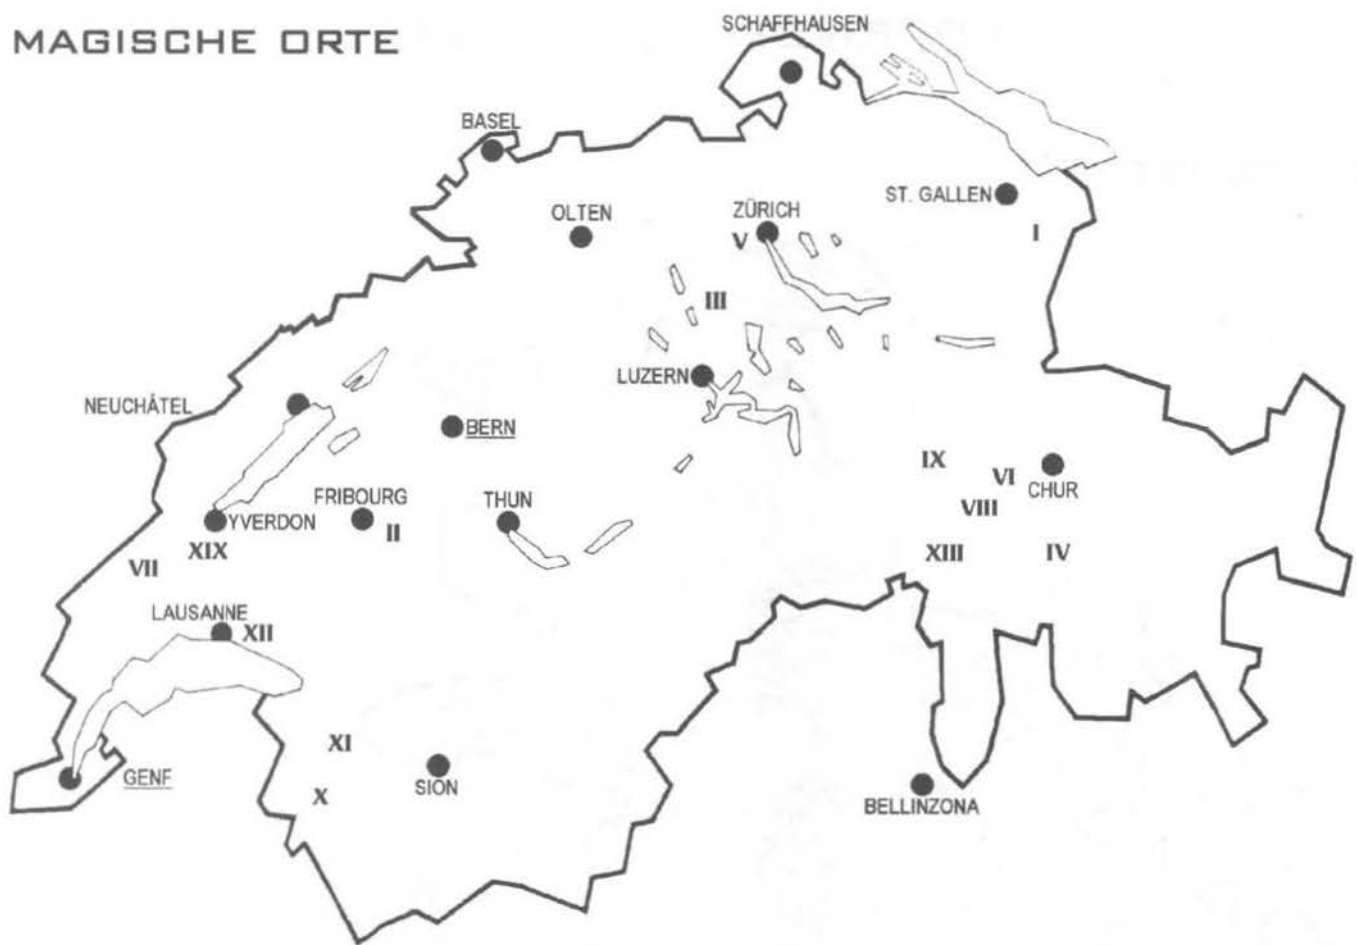 MAGISCHE ORTE
SCHAFFHAUSEN
BASEL
ST. GALLEN
OLTEN
ZÜRICH
V
I
III
LUZERN
NEUCHÂTEL
BERN
IX
VI
CHUR
FRIBOURG
THUN
VIII
YVERDON
II
XIX
XIII
IV
VII
LAUSANNE
XII
XI
GENF
X
SION
BELLINZONA